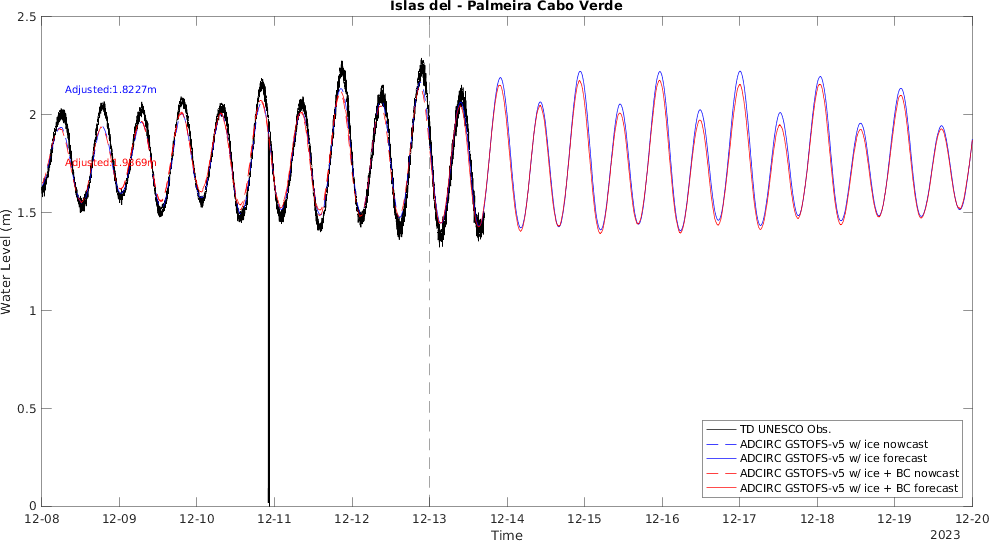 Islas del - Palmeira Cabo Verde
2.5
2
1.5
1
0.5
0
Water Level (m)
Adjusted:1.8227m
Adjusted:1.9369m
TD UNESCO Obs.
ADCIRC GSTOFS-v5 w/ ice nowcast
ADCIRC GSTOFS-v5 w/ ice forecast
ADCIRC GSTOFS-v5 w/ ice + BC nowcast
ADCIRC GSTOFS-v5 w/ ice + BC forecast
12-08 12-09 12-10 12-11 12-12 12-13 12-14 12-15 12-16 12-17 12-18 12-19 12-20
Time
2023